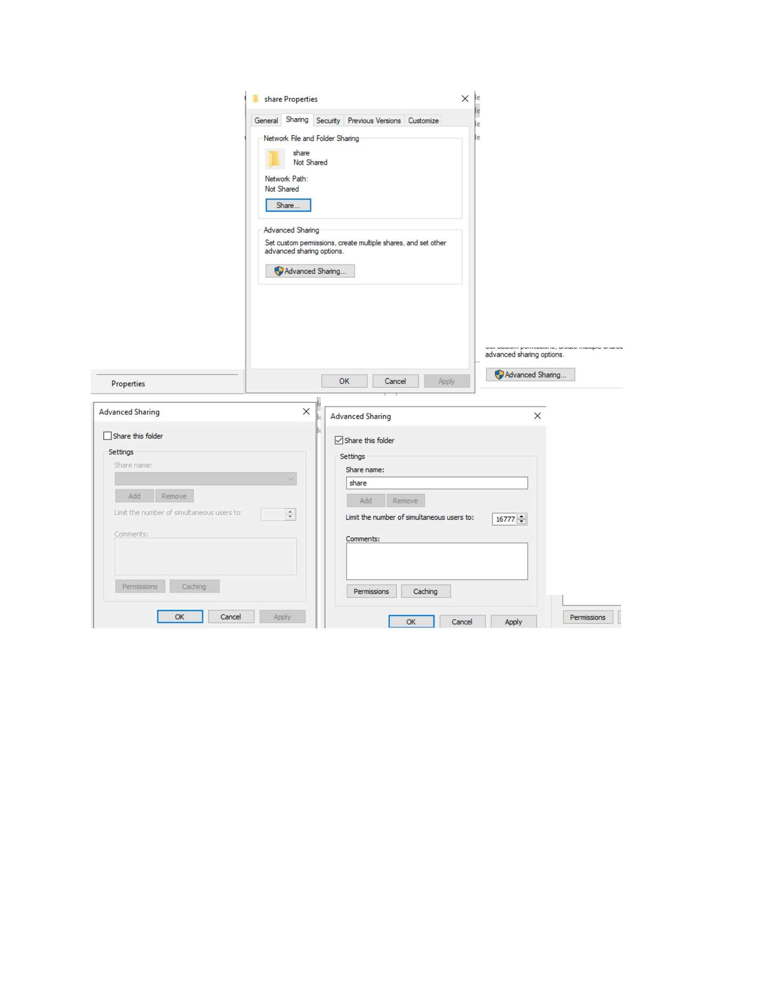 share Properties
General Sharing Security Previous Versions Customize
Network File and Folder Sharing
share
Not Shared
Network Path:
Not Shared
Share...
Advanced Sharing
Set custom permissions, create multiple shares, and set other
advanced sharing options.
Advanced Sharing...
OK Cancel Apply
Properties
advanced sharing options.
Advanced Sharing...
Advanced Sharing
Share this folder
Settings
Share name:
Add Remove
Limit the number of simultaneous users to:
Comments:
Permissions Caching
OK Cancel Apply
Advanced Sharing
Share this folder
Settings
Share name:
share
Add Remove
Limit the number of simultaneous users to: 16777
Comments:
Permissions Caching
OK Cancel Apply
Permissions